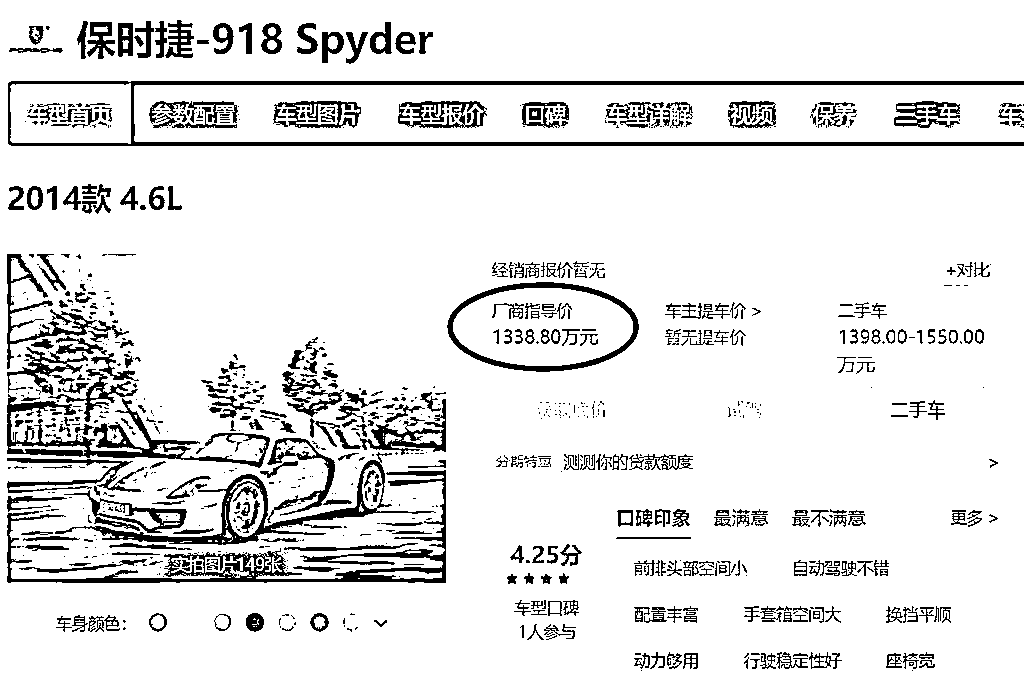 保时捷-918 Spyder
车型首页 参数配置 车型图片 车型报价 口碑 车型详解 视频 保养 二手车
2014款 4.6L
经销商报价暂无 +对比
厂商指导价 车主提车价 > 二手车
1338.80万元 暂无提车价 1398.00-1550.00
万元
二手车
分期特惠 测测你的贷款额度 >
口碑印象 最满意 最不满意 更多 >
4.25分
前排头部空间小 自动驾驶不错
实拍图片149张
车型口碑
1人参与
配置丰富 手套箱空间大 换挡平顺
车身颜色：
动力够用 行驶稳定性好 座椅宽